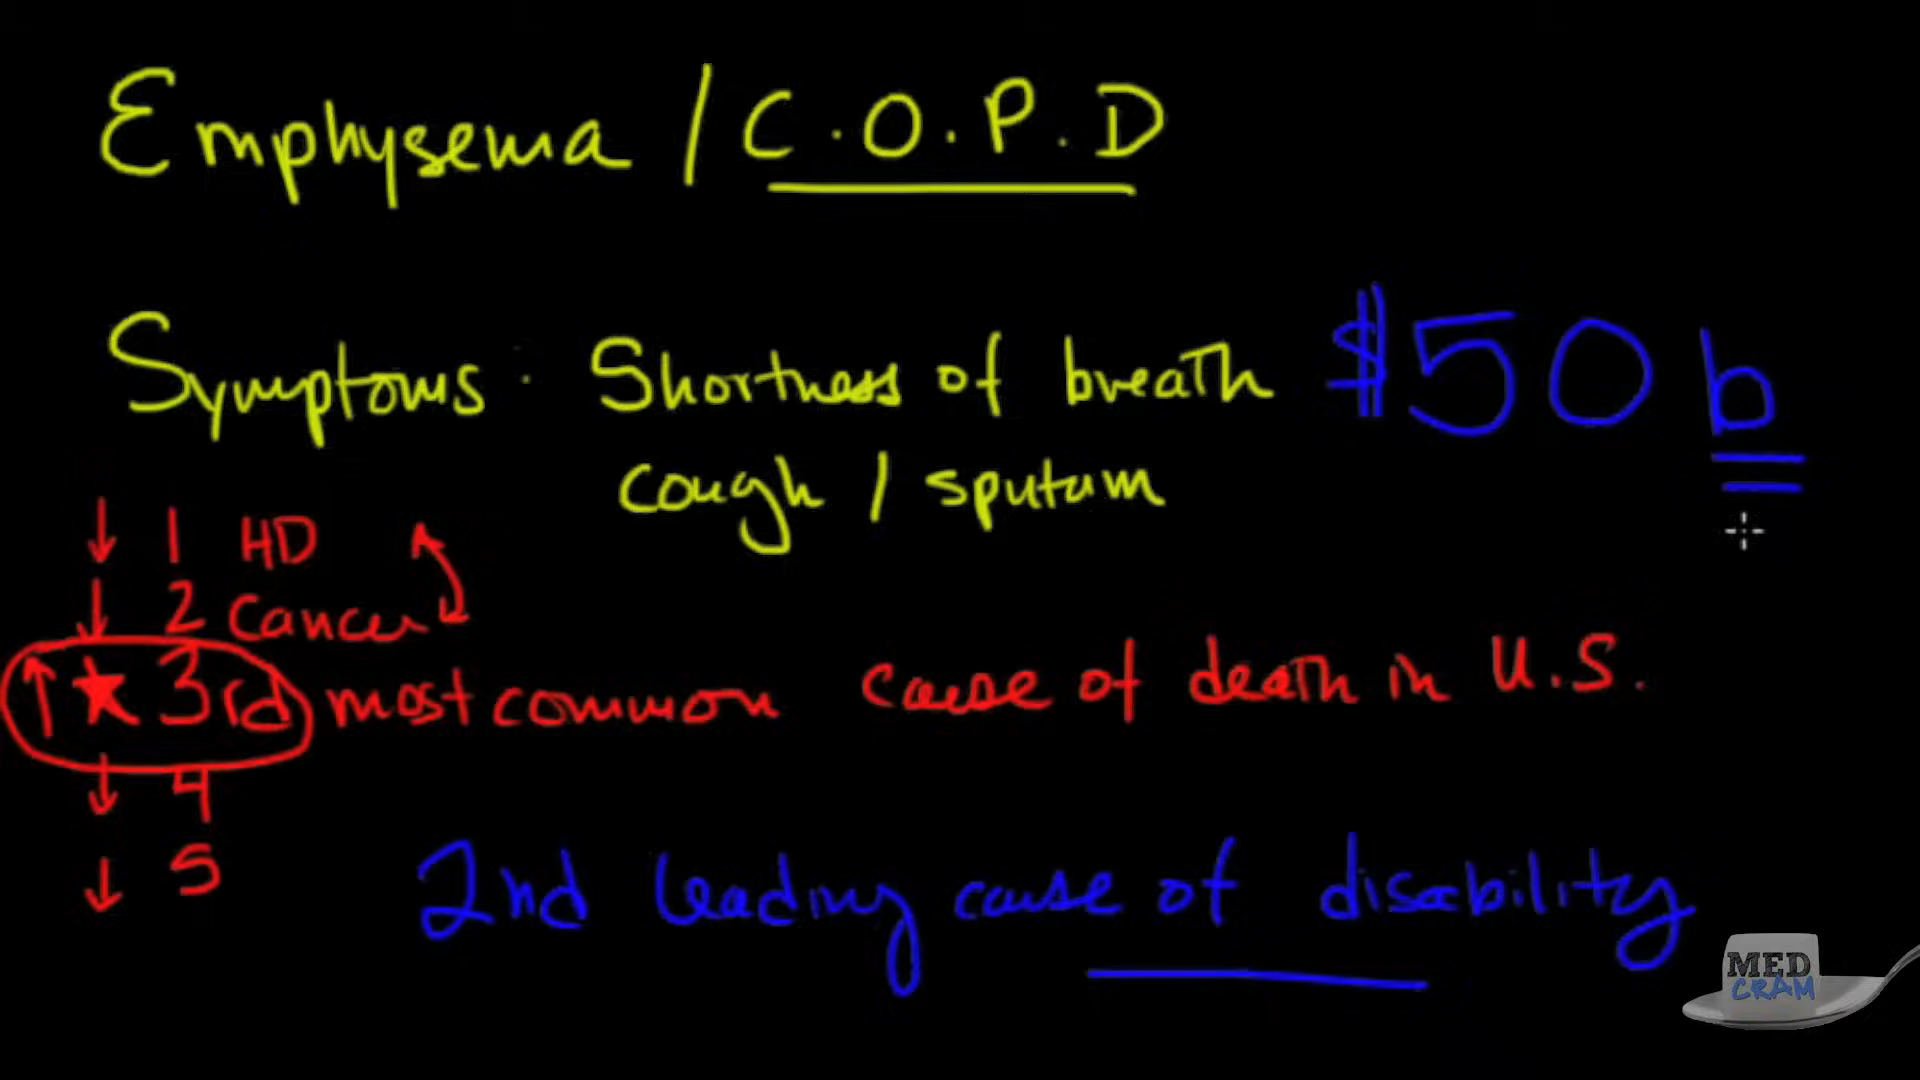 Emphysema / C.O.P.D
Symptoms: Shortness of breath $50 b
cough / sputum
↓ 1 HD
↓ 2 Cancer
↑ ★ 3rd most common cause of death in U.S.
↓ 4
↓ 5
2nd leading cause of disability
MED
CRAM